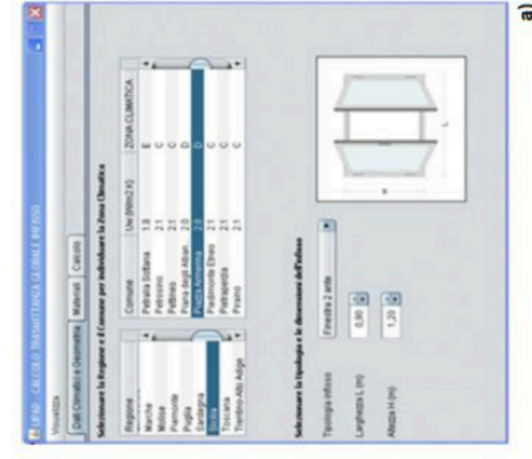 LIPAD - CALCOLO TRASMITTANZA GLOBALE INFISSO
Visualizza
Dati Climatici e Geometria Materiali Calcolo
Selezionare la Regione e il Comune per individuare la Zona Climatica
Regione
Marche
Molise
Piemonte
Puglia
Sardegna
Sicilia
Toscana
Trentino-Alto Adige
Comune Uw (W/m2 K) ZONA CLIMATICA
Petralia Sottana 1.8 E
Petrosino 2.1 C
Pettineo 2.1 C
Piana degli Alban.. 2.0 D
Piazza Armerina 2.0 D
Piedimonte Etneo 2.1 C
Pietraperzia 2.1 C
Piraino 2.1 C
Selezionare la tipologia e le dimensioni dell'infisso
Tipologia infisso Finestra 2 ante
Larghezza L (m) 0,90
Altezza H (m) 1,20
H
L
a)